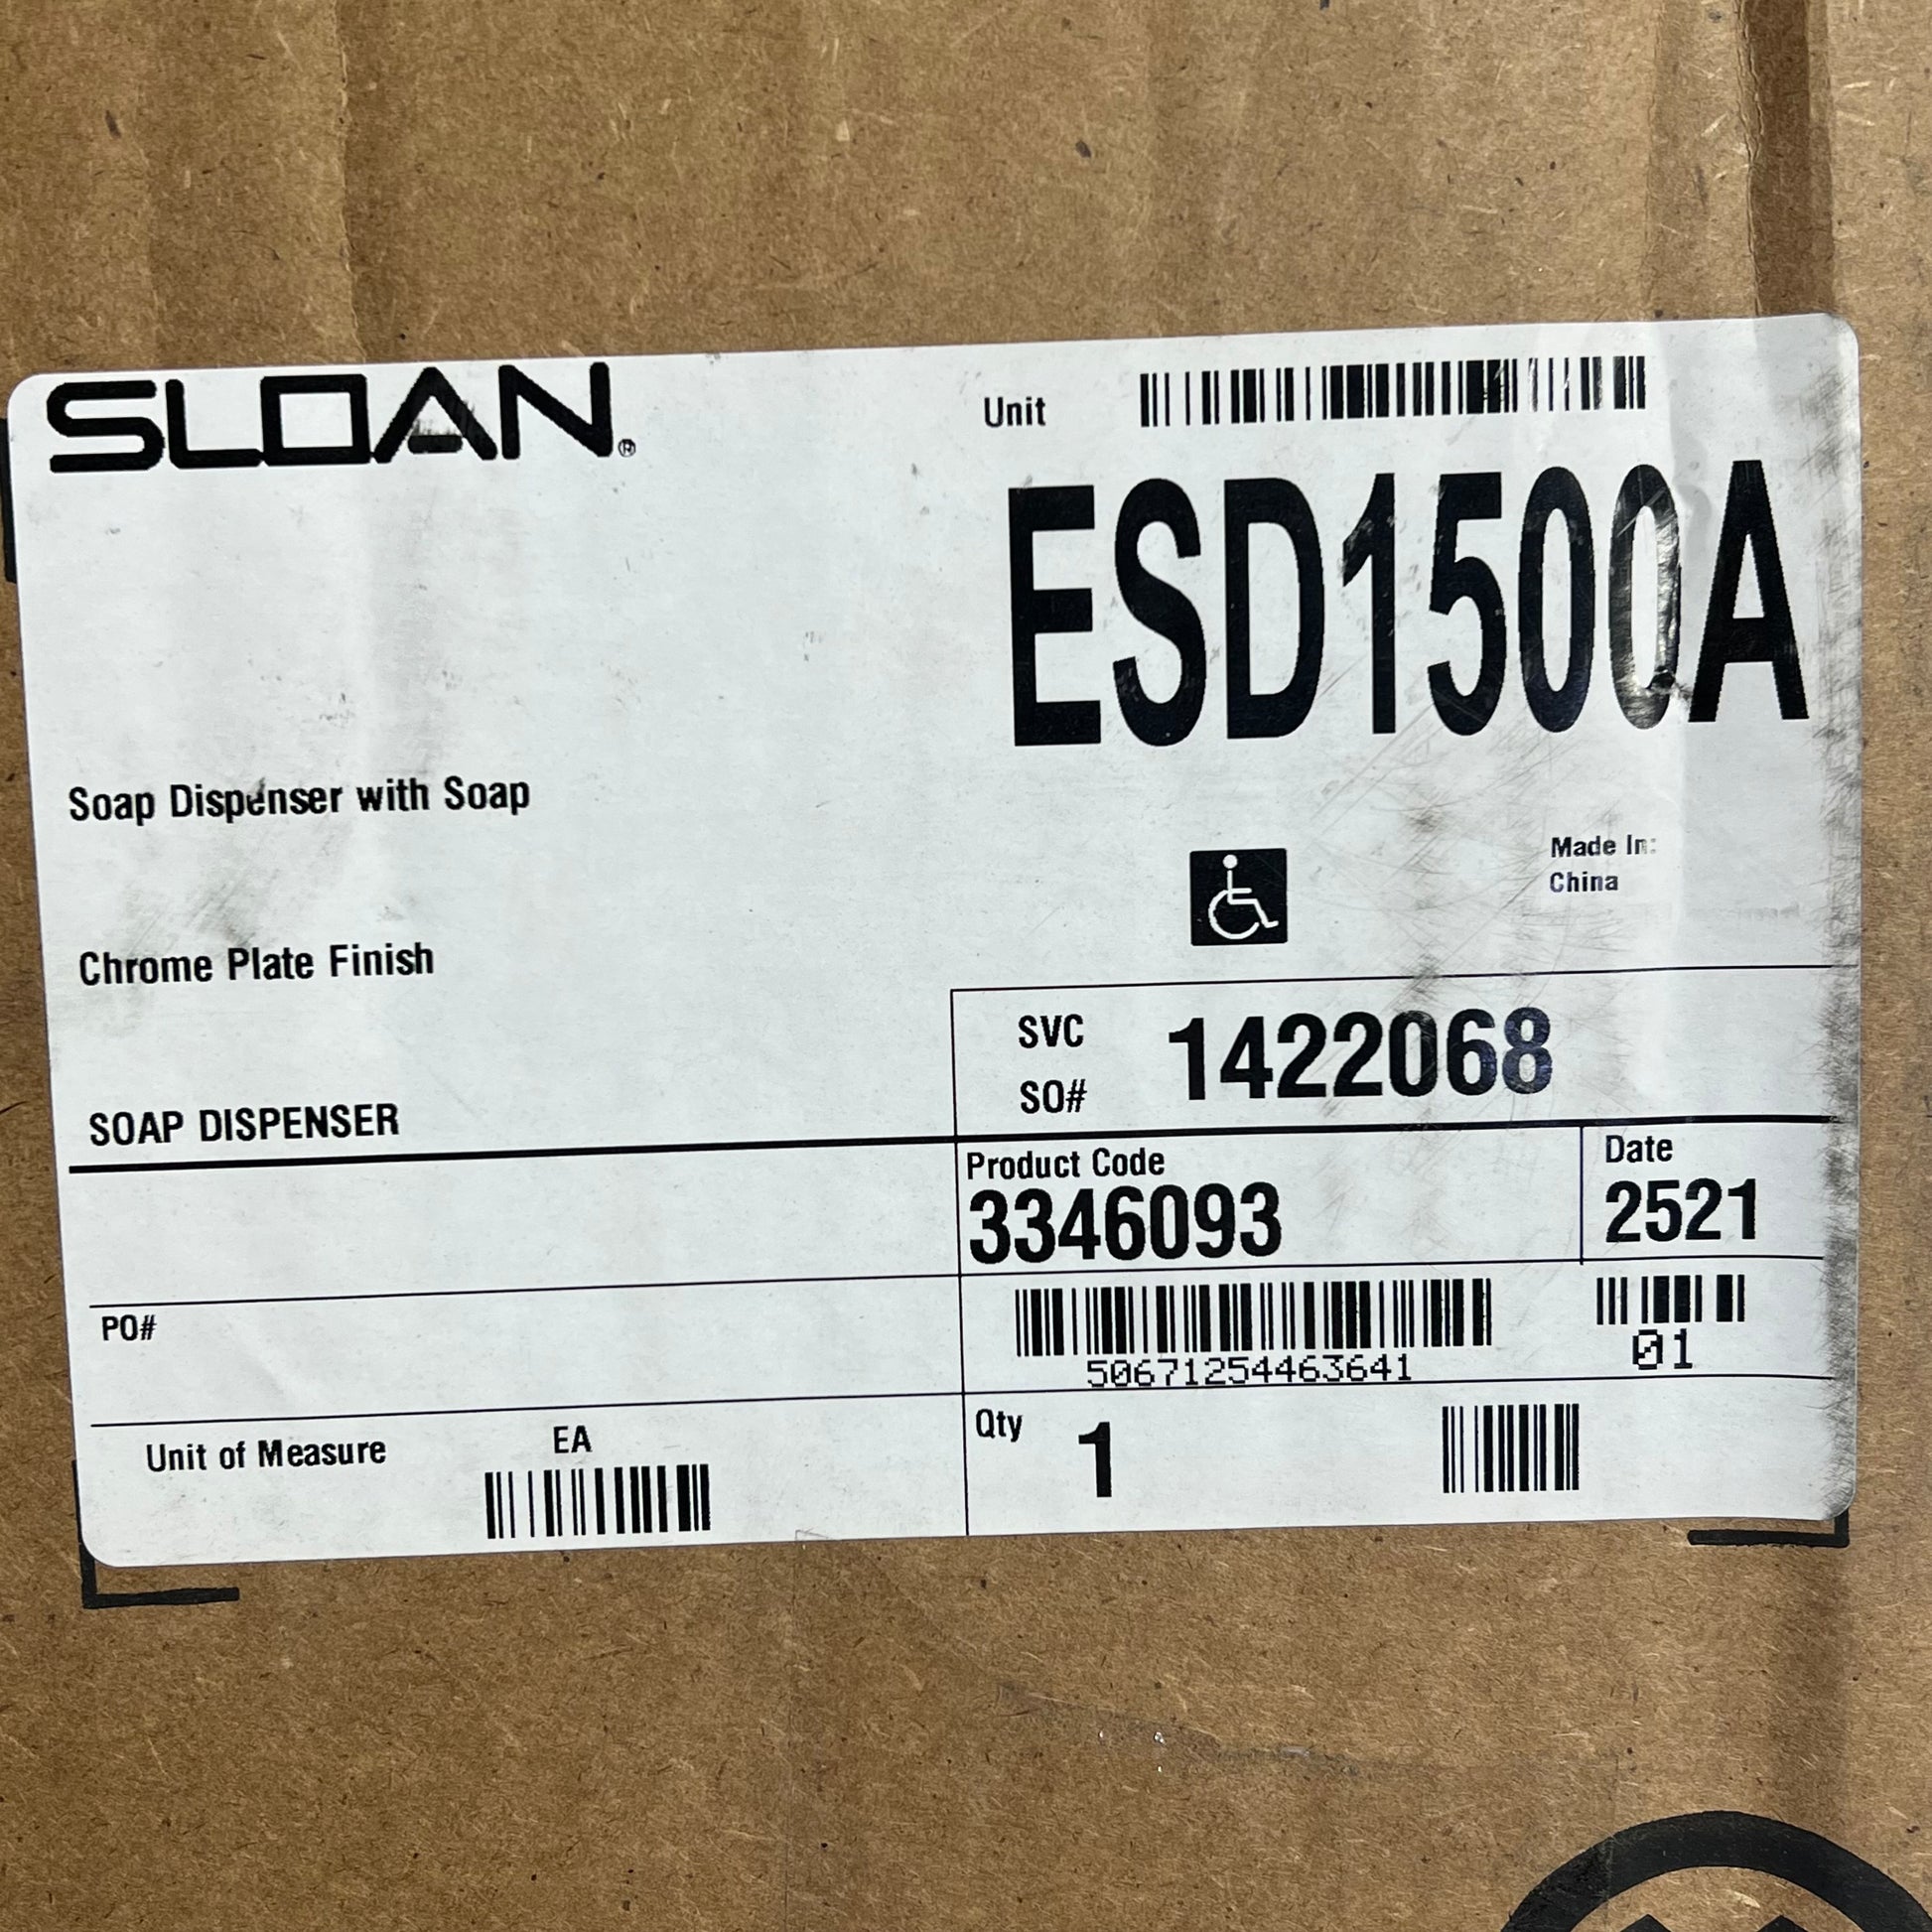 SLOAN®
Unit
ESD1500A
Soap Dispenser with Soap
Made In:
China
Chrome Plate Finish
SVC
SO# 1422068
SOAP DISPENSER
Product Code
3346093
Date
2521
PO#
50671254463641
01
Unit of Measure
EA
Qty 1